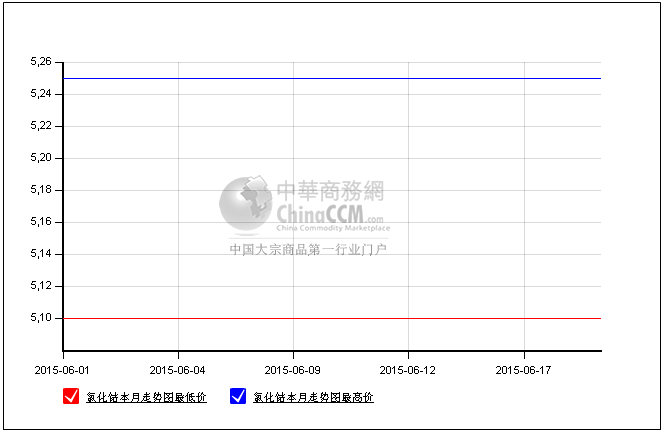 5,26
5,24
5,22
5,20
5,18
5,16
5,14
5,12
5,10
中華商務網
ChinaCCM.com
China Commodity Marketplace
中国大宗商品第一行业门户
2015-06-01 2015-06-04 2015-06-09 2015-06-12 2015-06-17
氯化钴本月走势图最低价 氯化钴本月走势图最高价